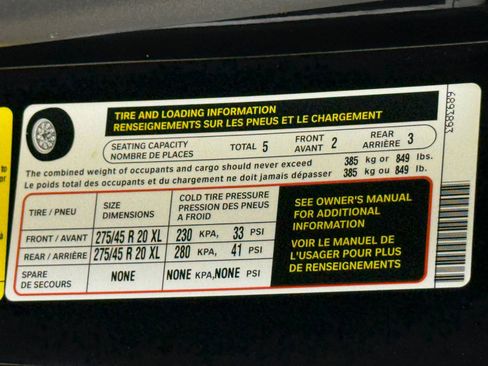 TIRE AND LOADING INFORMATION
RENSEIGNEMENTS SUR LES PNEUS ET LE CHARGEMENT
SEATING CAPACITY
NOMBRE DE PLACES
TOTAL 5
FRONT
AVANT 2
REAR
ARRIÈRE 3
The combined weight of occupants and cargo should never exceed 385 kg or 849 lbs.
Le poids total des occupants et du chargement ne doit jamais dépasser 385 kg ou 849 lb.
TIRE / PNEU
SIZE
DIMENSIONS
COLD TIRE PRESSURE
PRESSION DES PNEUS
A FROID
FRONT / AVANT 275/45 R 20 XL 230 KPA, 33 PSI
REAR / ARRIÈRE 275/45 R 20 XL 280 KPA, 41 PSI
SPARE
DE SECOURS
NONE NONE KPA, NONE PSI
SEE OWNER'S MANUAL
FOR ADDITIONAL
INFORMATION
VOIR LE MANUEL DE
L'USAGER POUR PLUS
DE RENSEIGNEMENTS
6893893
to
er